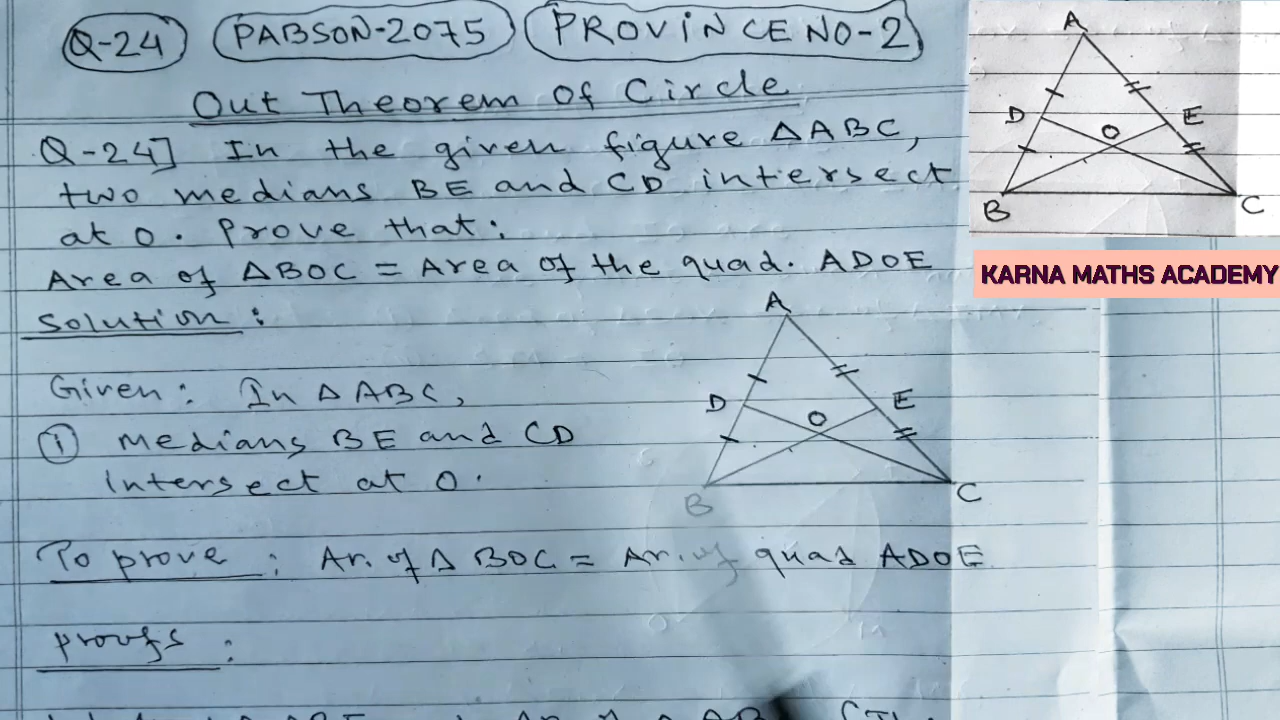 Q-24 PABSON-2075 PROVINCE NO-2
Out Theorem of Circle
Q-24] In the given figure ΔABC,
two medians BE and CD intersect
at O. Prove that:
Area of ΔBOC = Area of the quad. ADOE
Solution:
A
D
E
O
B
C
KARNA MATHS ACADEMY
Given: In ΔABC,
① Medians BE and CD
Intersect at O.
A
D
E
O
B
C
To prove: Ar. of Δ BOC = Ar. of quad ADOE
proofs: